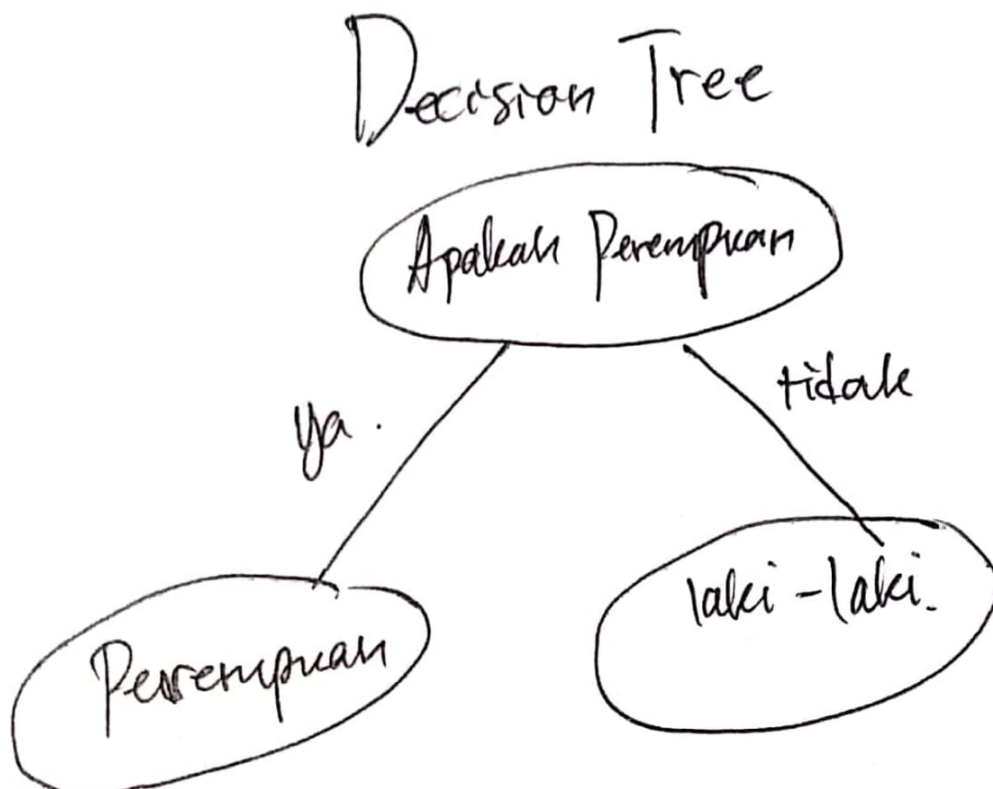 Decision Tree
Apakah Perempuan
ya.
tidak
Perempuan
laki-laki.